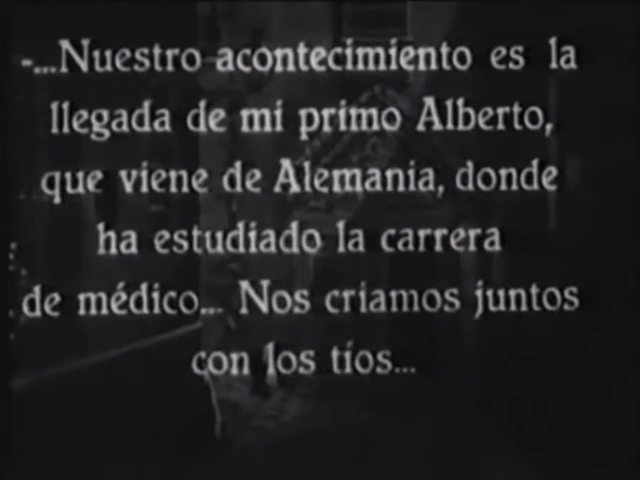 -...Nuestro acontecimiento es la
llegada de mi primo Alberto,
que viene de Alemania, donde
ha estudiado la carrera
de médico... Nos criamos juntos
con los tíos...